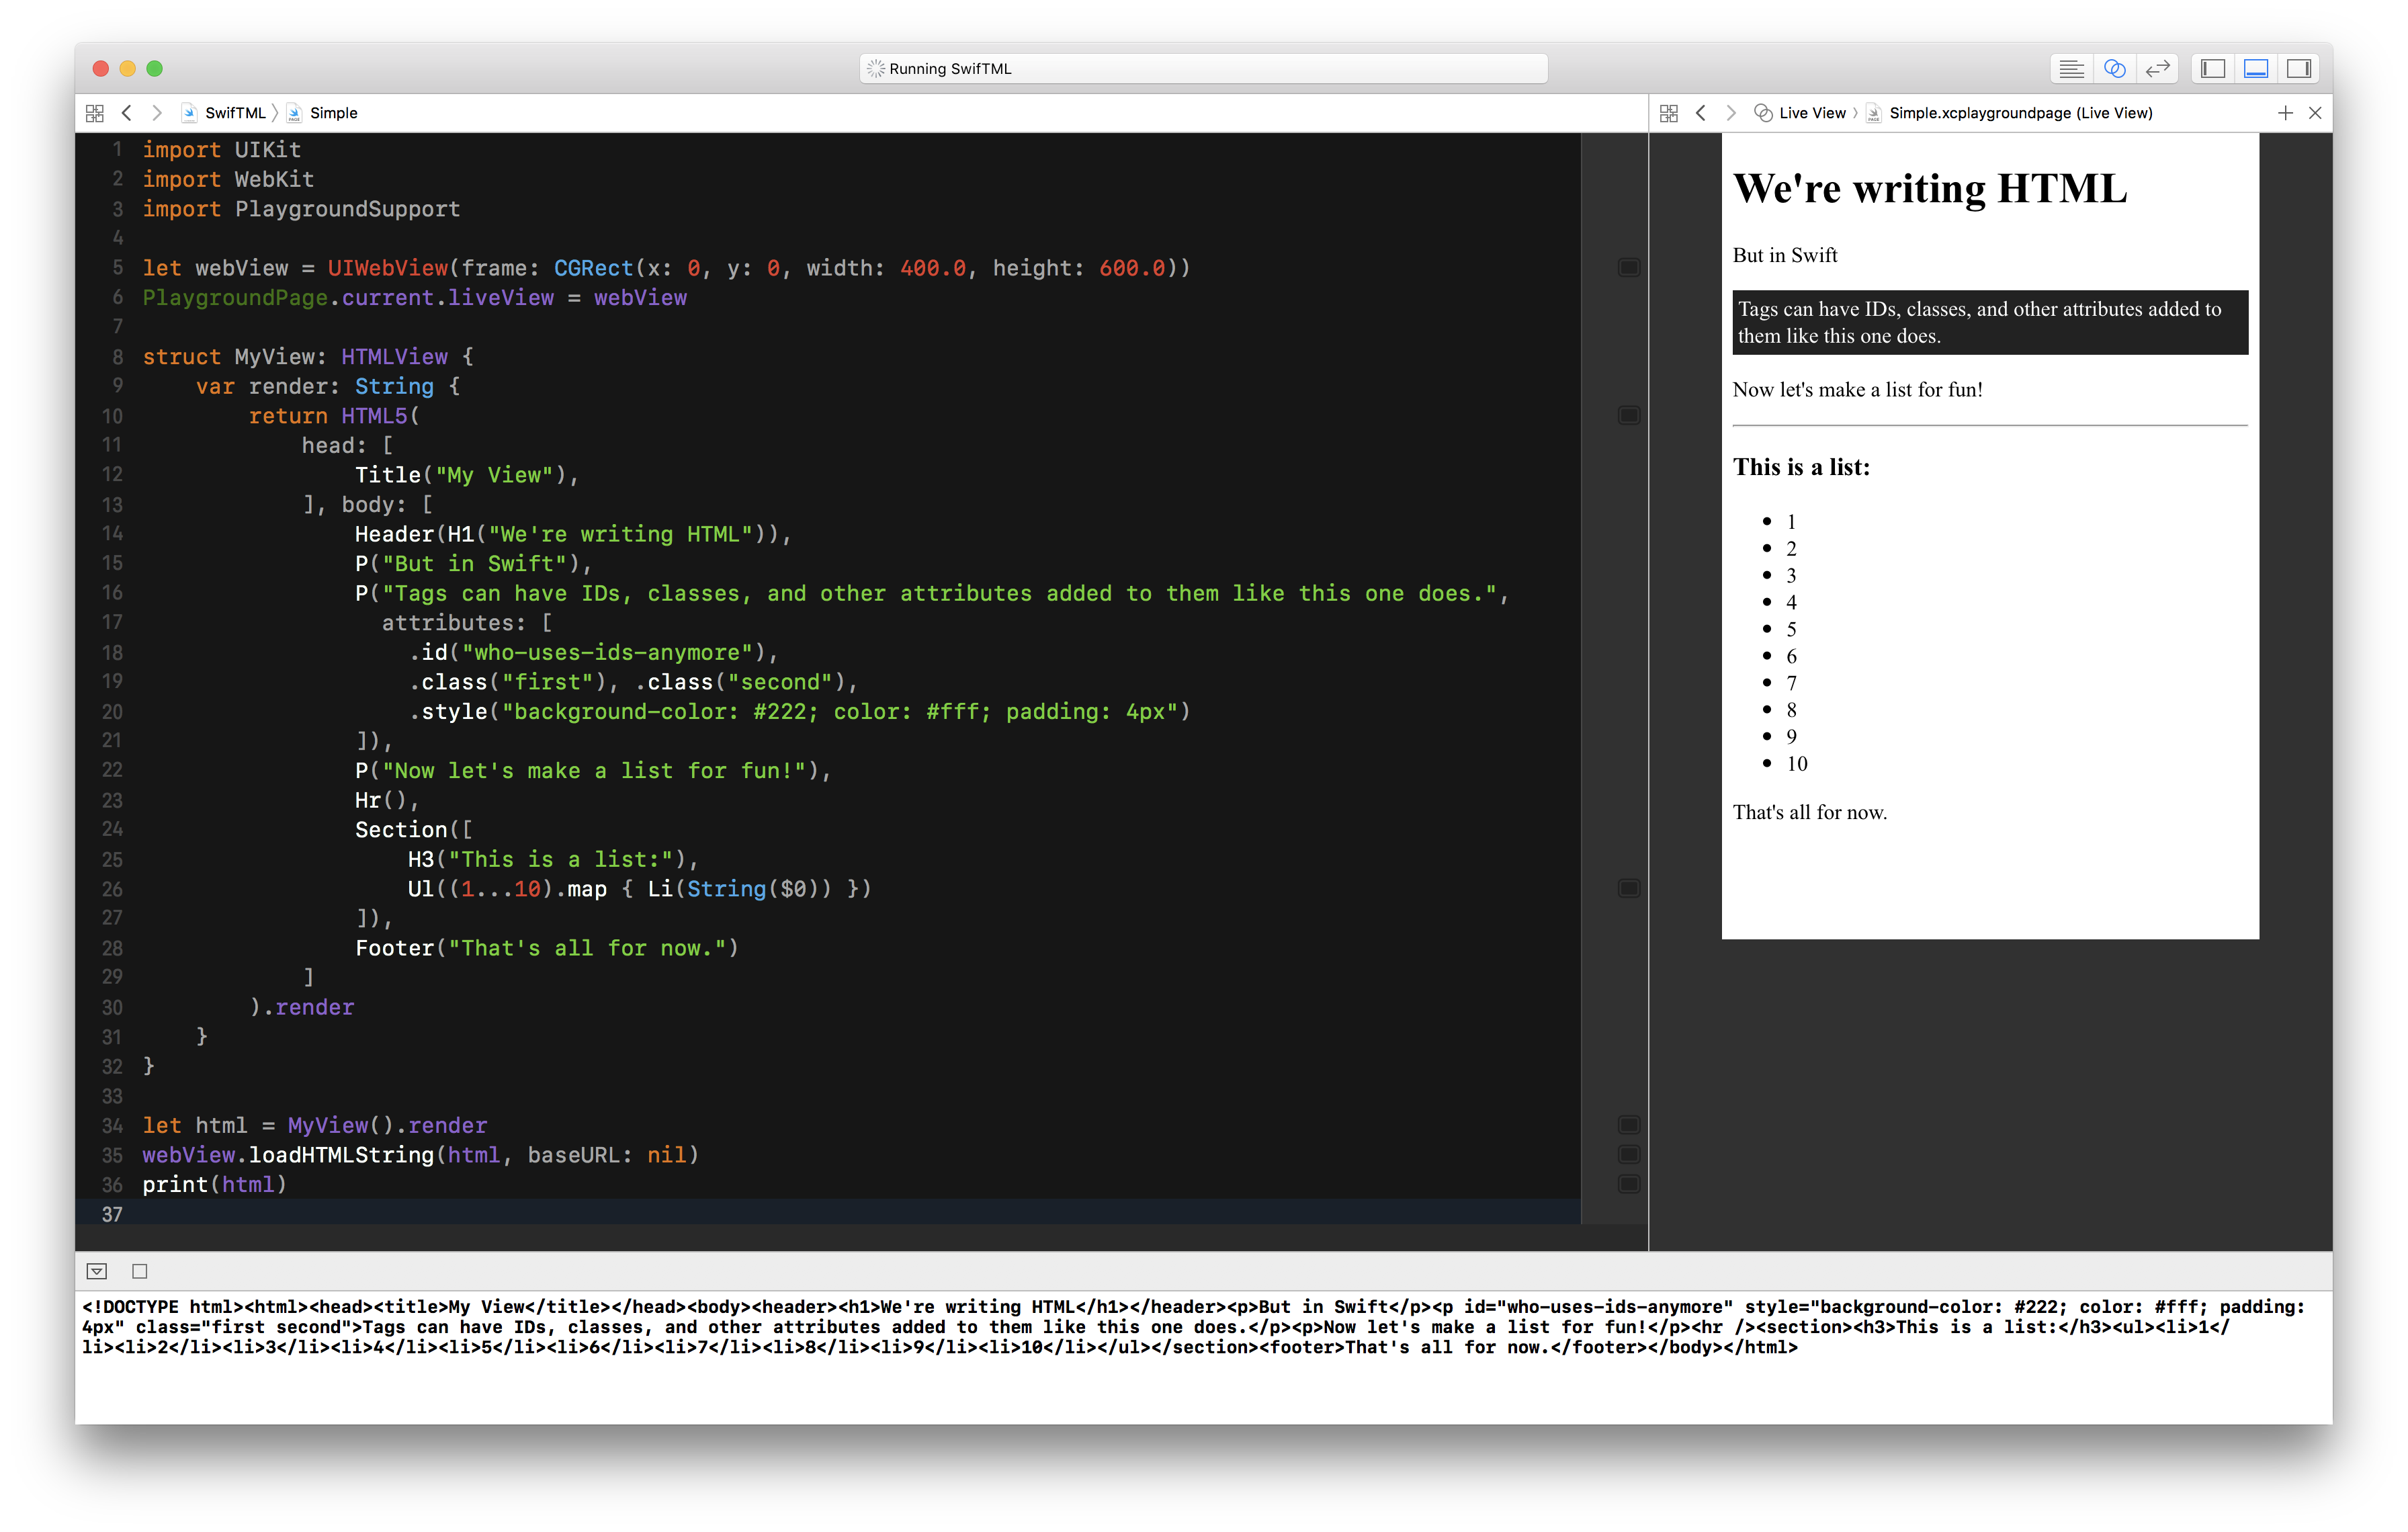 Running SwifTML
SwifTML
Simple
Live View
Simple.xcplaygroundpage (Live View)
1 import UIKit
2 import WebKit
3 import PlaygroundSupport
4
5 let webView = UIWebView(frame: CGRect(x: 0, y: 0, width: 400.0, height: 600.0))
6 PlaygroundPage.current.liveView = webView
7
8 struct MyView: HTMLView {
9     var render: String {
10         return HTML5(
11             head: [
12                 Title("My View"),
13             ], body: [
14                 Header(H1("We're writing HTML")),
15                 P("But in Swift"),
16                 P("Tags can have IDs, classes, and other attributes added to them like this one does.",
17                   attributes: [
18                     .id("who-uses-ids-anymore"),
19                     .class("first"), .class("second"),
20                     .style("background-color: #222; color: #fff; padding: 4px")
21                 ]),
22                 P("Now let's make a list for fun!"),
23                 Hr(),
24                 Section([
25                     H3("This is a list:"),
26                     Ul((1...10).map { Li(String($0)) })
27                 ]),
28                 Footer("That's all for now.")
29             ]
30         ).render
31     }
32 }
33
34 let html = MyView().render
35 webView.loadHTMLString(html, baseURL: nil)
36 print(html)
37
We're writing HTML
But in Swift
Tags can have IDs, classes, and other attributes added to
them like this one does.
Now let's make a list for fun!
This is a list:
• 1
• 2
• 3
• 4
• 5
• 6
• 7
• 8
• 9
• 10
That's all for now.
<!DOCTYPE html><html><head><title>My View</title></head><body><header><h1>We're writing HTML</h1></header><p>But in Swift</p><p id="who-uses-ids-anymore" style="background-color: #222; color: #fff; padding:
4px" class="first second">Tags can have IDs, classes, and other attributes added to them like this one does.</p><p>Now let's make a list for fun!</p><hr /><section><h3>This is a list:</h3><ul><li>1</
li><li>2</li><li>3</li><li>4</li><li>5</li><li>6</li><li>7</li><li>8</li><li>9</li><li>10</li></ul></section><footer>That's all for now.</footer></body></html>